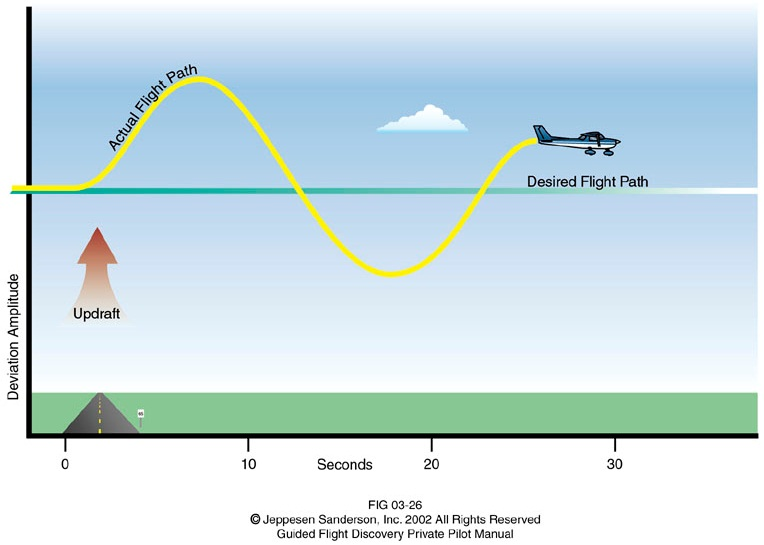 Actual Flight Path
Desired Flight Path
Updraft
Deviation Amplitude
0 10 Seconds 20 30
FIG 03-26
© Jeppesen Sanderson, Inc. 2002 All Rights Reserved
Guided Flight Discovery Private Pilot Manual